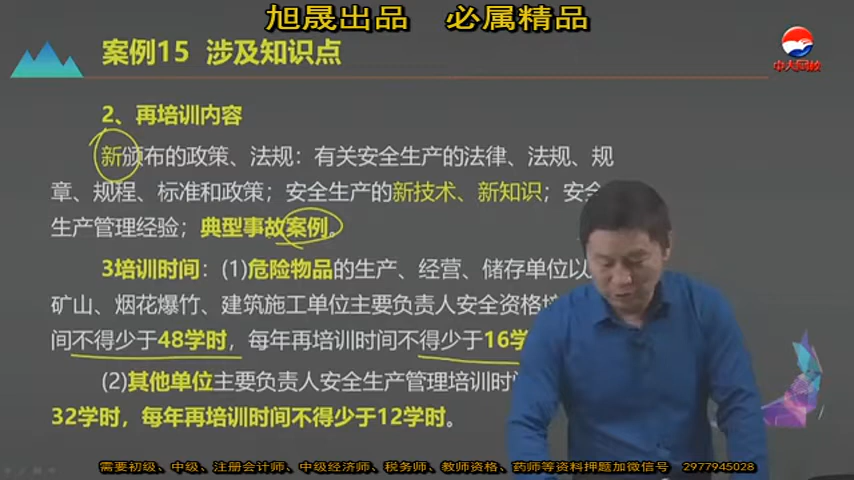 旭晟出品 必属精品
案例15 涉及知识点
中大网校
2、再培训内容
新颁布的政策、法规：有关安全生产的法律、法规、规
章、规程、标准和政策；安全生产的新技术、新知识；安全
生产管理经验；典型事故案例。
3培训时间：(1)危险物品的生产、经营、储存单位以
矿山、烟花爆竹、建筑施工单位主要负责人安全资格
间不得少于48学时，每年再培训时间不得少于16学
(2)其他单位主要负责人安全生产管理培训时
32学时，每年再培训时间不得少于12学时。
需要初级、中级、注册会计师、中级经济师、税务师、教师资格、药师等资料押题加微信号 2977945028